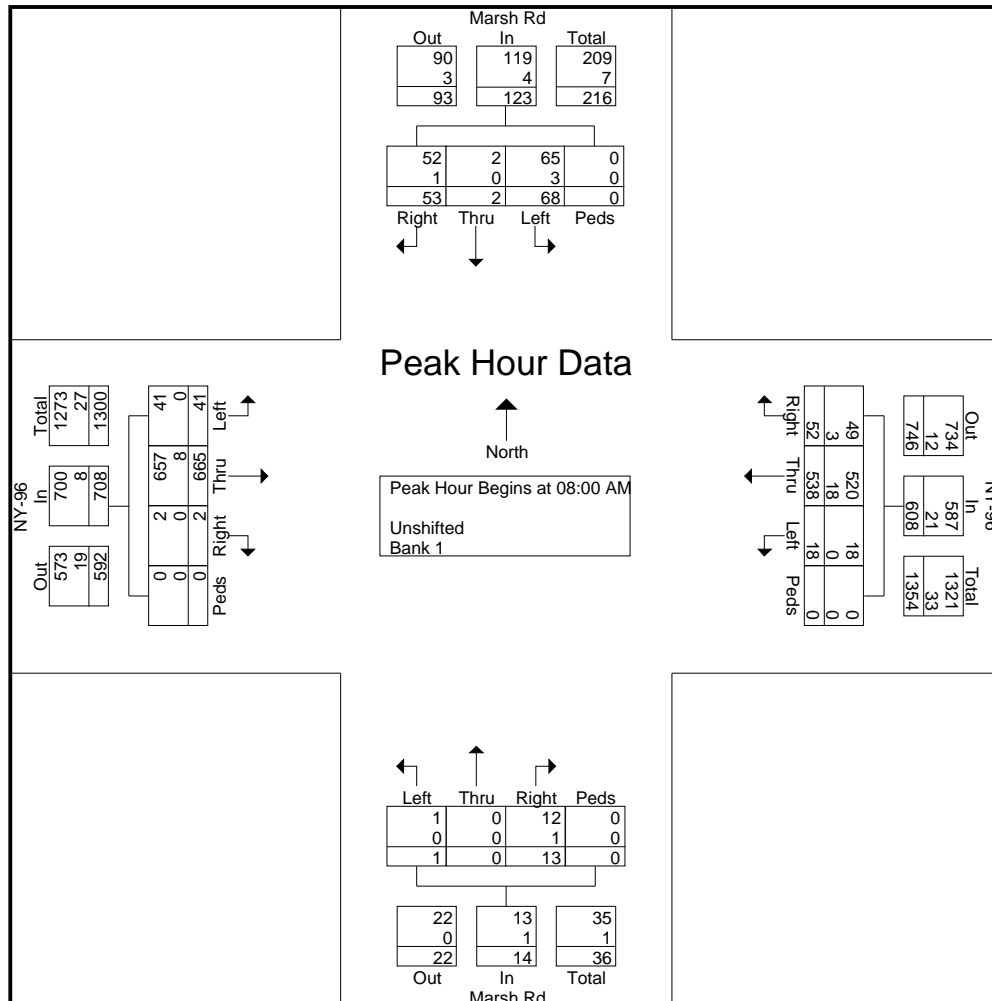 Marsh Rd
Out In Total
90 119 209
3 4 7
93 123 216
52 2 65 0
1 0 3 0
53 2 68 0
Right Thru Left Peds
Peak Hour Data
North
Peak Hour Begins at 08:00 AM
Unshifted
Bank 1
NY-96
Total In Out
1273 700 573
27 8 19
1300 708 592
41 657 2 0
0 8 0 0
41 665 2 0
Left Thru Right Peds
NY-96
Out In Total
734 587 1321
12 21 33
746 608 1354
49 520 18 0
3 18 0 0
52 538 18 0
Right Thru Left Peds
Left Thru Right Peds
1 0 12 0
0 0 1 0
1 0 13 0
22 13 35
0 1 1
22 14 36
Out In Total
Marsh Rd